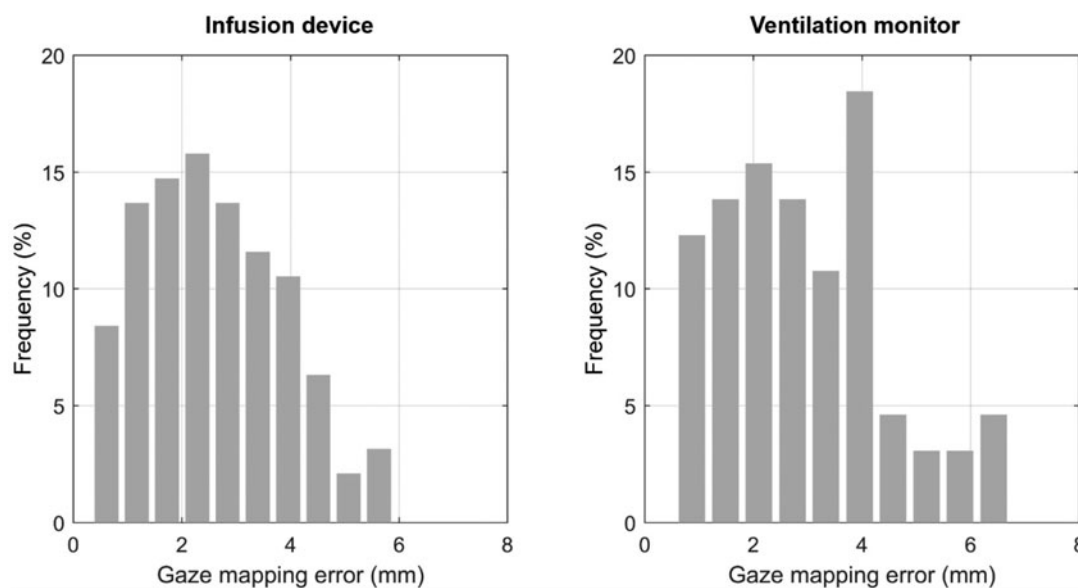 Infusion device
20
15
10
5
0
Frequency (%)
0 2 4 6 8
Gaze mapping error (mm)
Ventilation monitor
20
15
10
5
0
Frequency (%)
0 2 4 6 8
Gaze mapping error (mm)